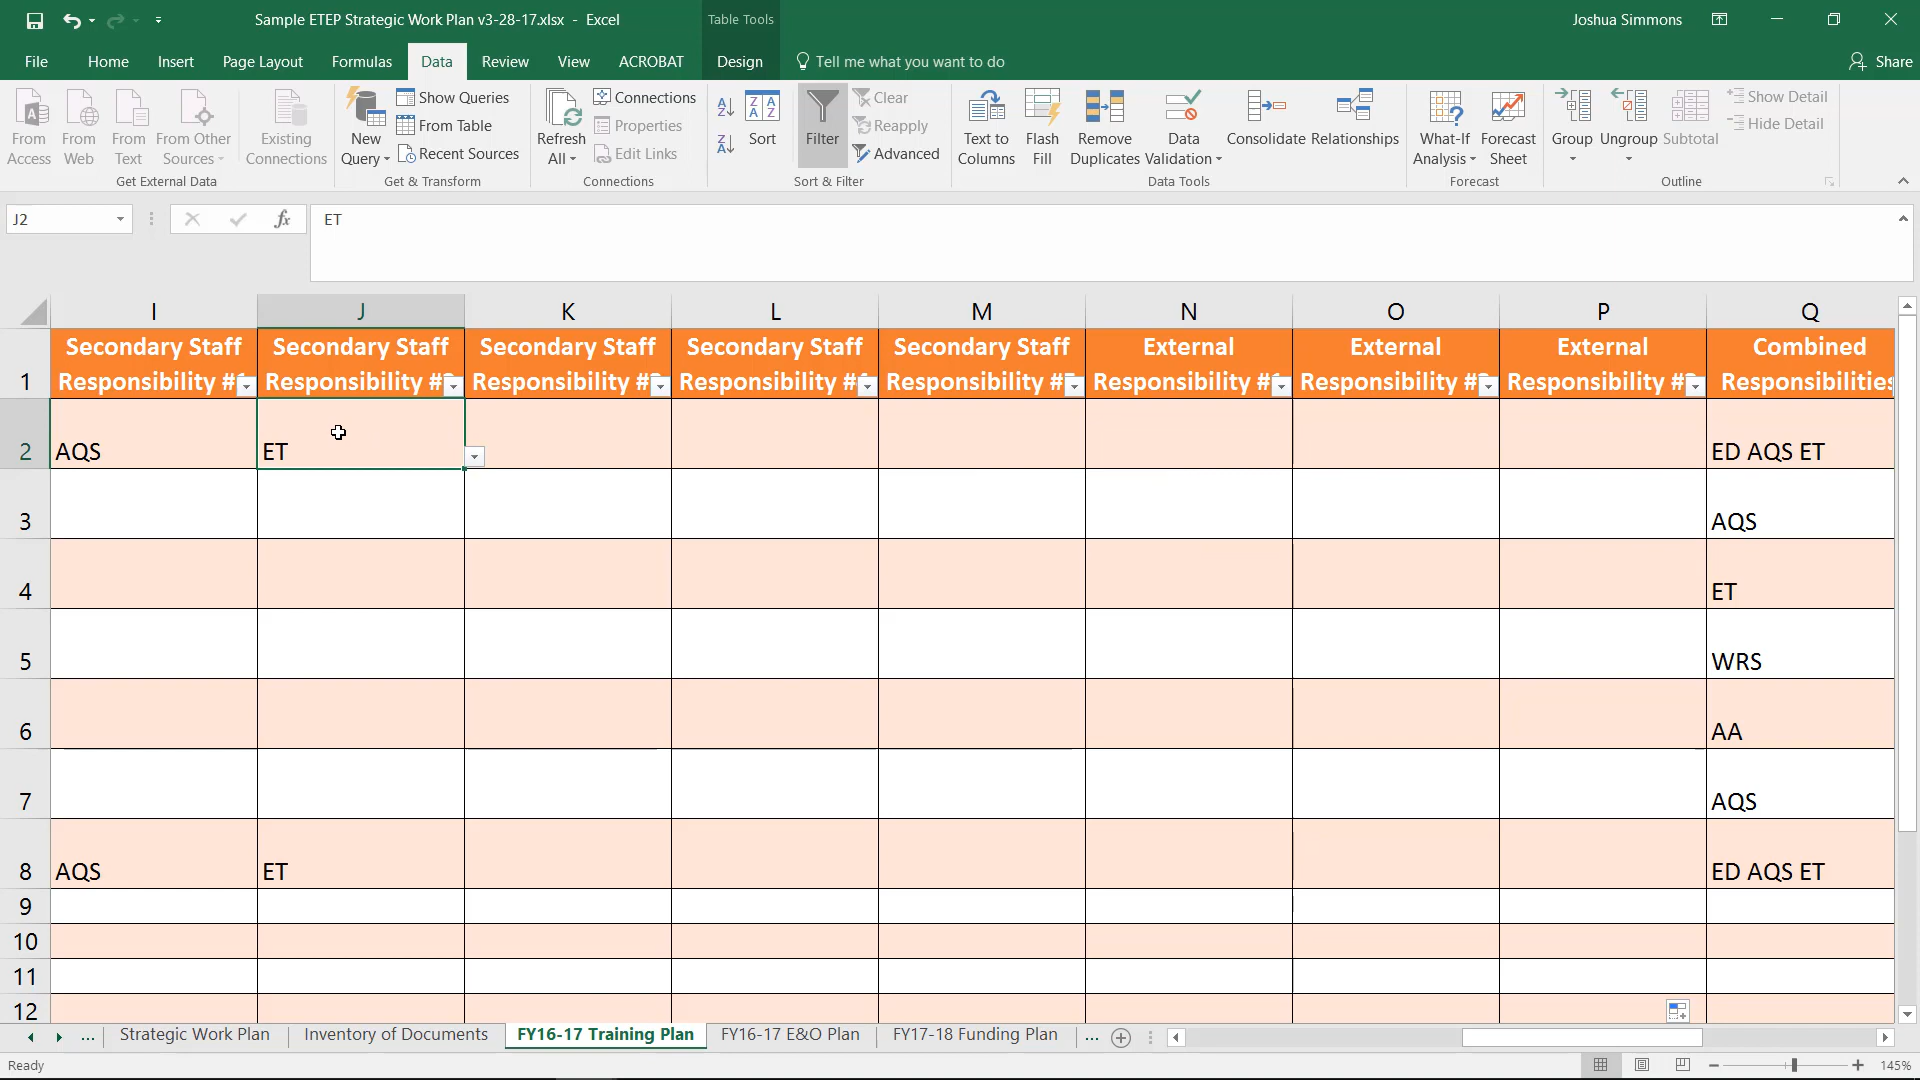 Sample ETEP Strategic Work Plan v3-28-17.xlsx - Excel
Table Tools
Joshua Simmons
File Home Insert Page Layout Formulas Data Review View ACROBAT Design Tell me what you want to do Share
From Access
From Web
From Text
From Other Sources
Existing Connections
Get External Data
New Query
Show Queries
From Table
Recent Sources
Get & Transform
Refresh All
Connections
Properties
Edit Links
Connections
Sort
Filter
Clear
Reapply
Advanced
Sort & Filter
Text to Columns
Flash Fill
Remove Duplicates
Data Validation
Consolidate
Relationships
Data Tools
What-If Analysis
Forecast Sheet
Forecast
Group
Ungroup
Subtotal
Show Detail
Hide Detail
Outline
J2
fx
ET
I J K L M N O P Q
1
Secondary Staff Responsibility
Secondary Staff Responsibility
Secondary Staff Responsibility
Secondary Staff Responsibility
Secondary Staff Responsibility
External Responsibility
External Responsibility
External Responsibility
Combined Responsibilities
2 AQS ET ED AQS ET
3 AQS
4 ET
5 WRS
6 AA
7 AQS
8 AQS ET ED AQS ET
9
10
11
12
... Strategic Work Plan Inventory of Documents FY16-17 Training Plan FY16-17 E&O Plan FY17-18 Funding Plan ...
Ready
145%